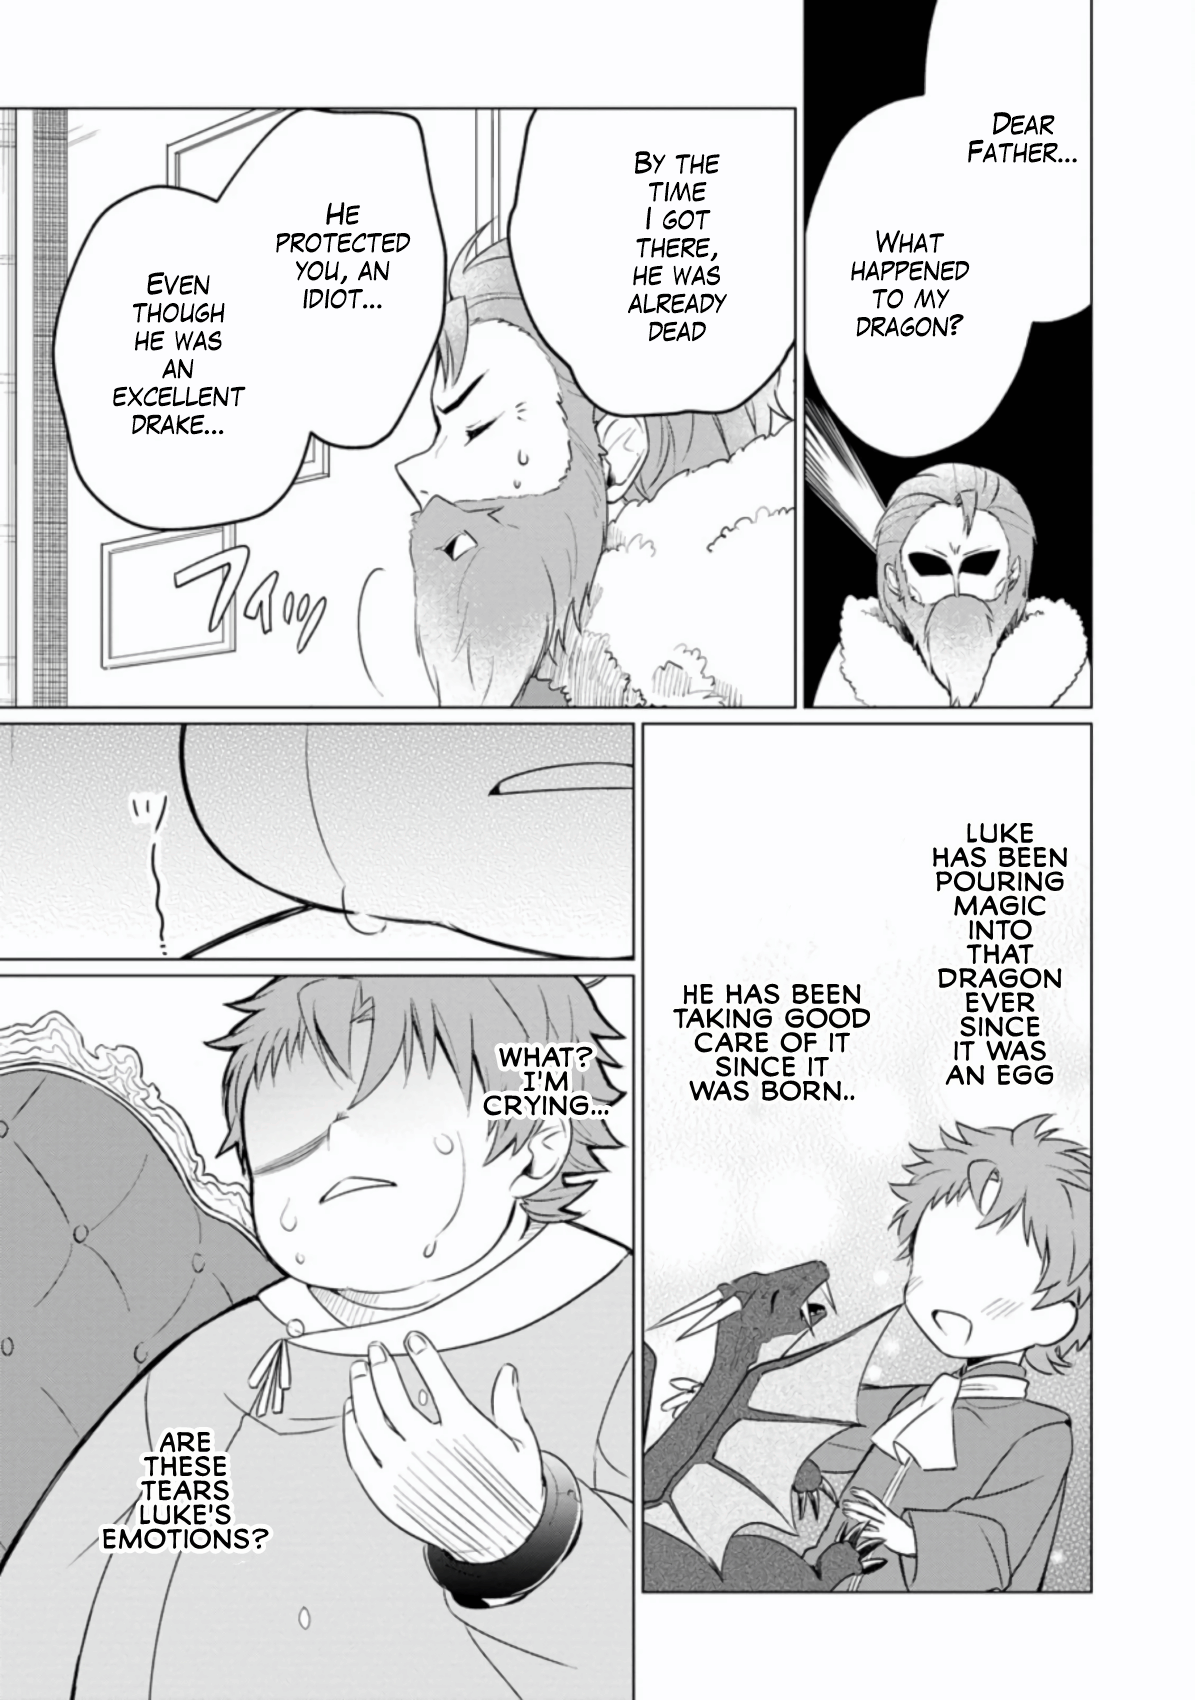 DEAR
FATHER...
WHAT
HAPPENED
TO MY
DRAGON?
BY THE
TIME
I GOT
THERE,
HE WAS
ALREADY
DEAD
HE
PROTECTED
YOU, AN
IDIOT...
EVEN
THOUGH
HE WAS
AN
EXCELLENT
DRAKE...
フイッ
LUKE
HAS BEEN
POURING
MAGIC
INTO
THAT
DRAGON
EVER
SINCE
IT WAS
AN EGG
HE HAS BEEN
TAKING GOOD
CARE OF IT
SINCE IT
WAS BORN..
ツ
WHAT?
I'M
CRYING...
ARE
THESE
TEARS
LUKE'S
EMOTIONS?